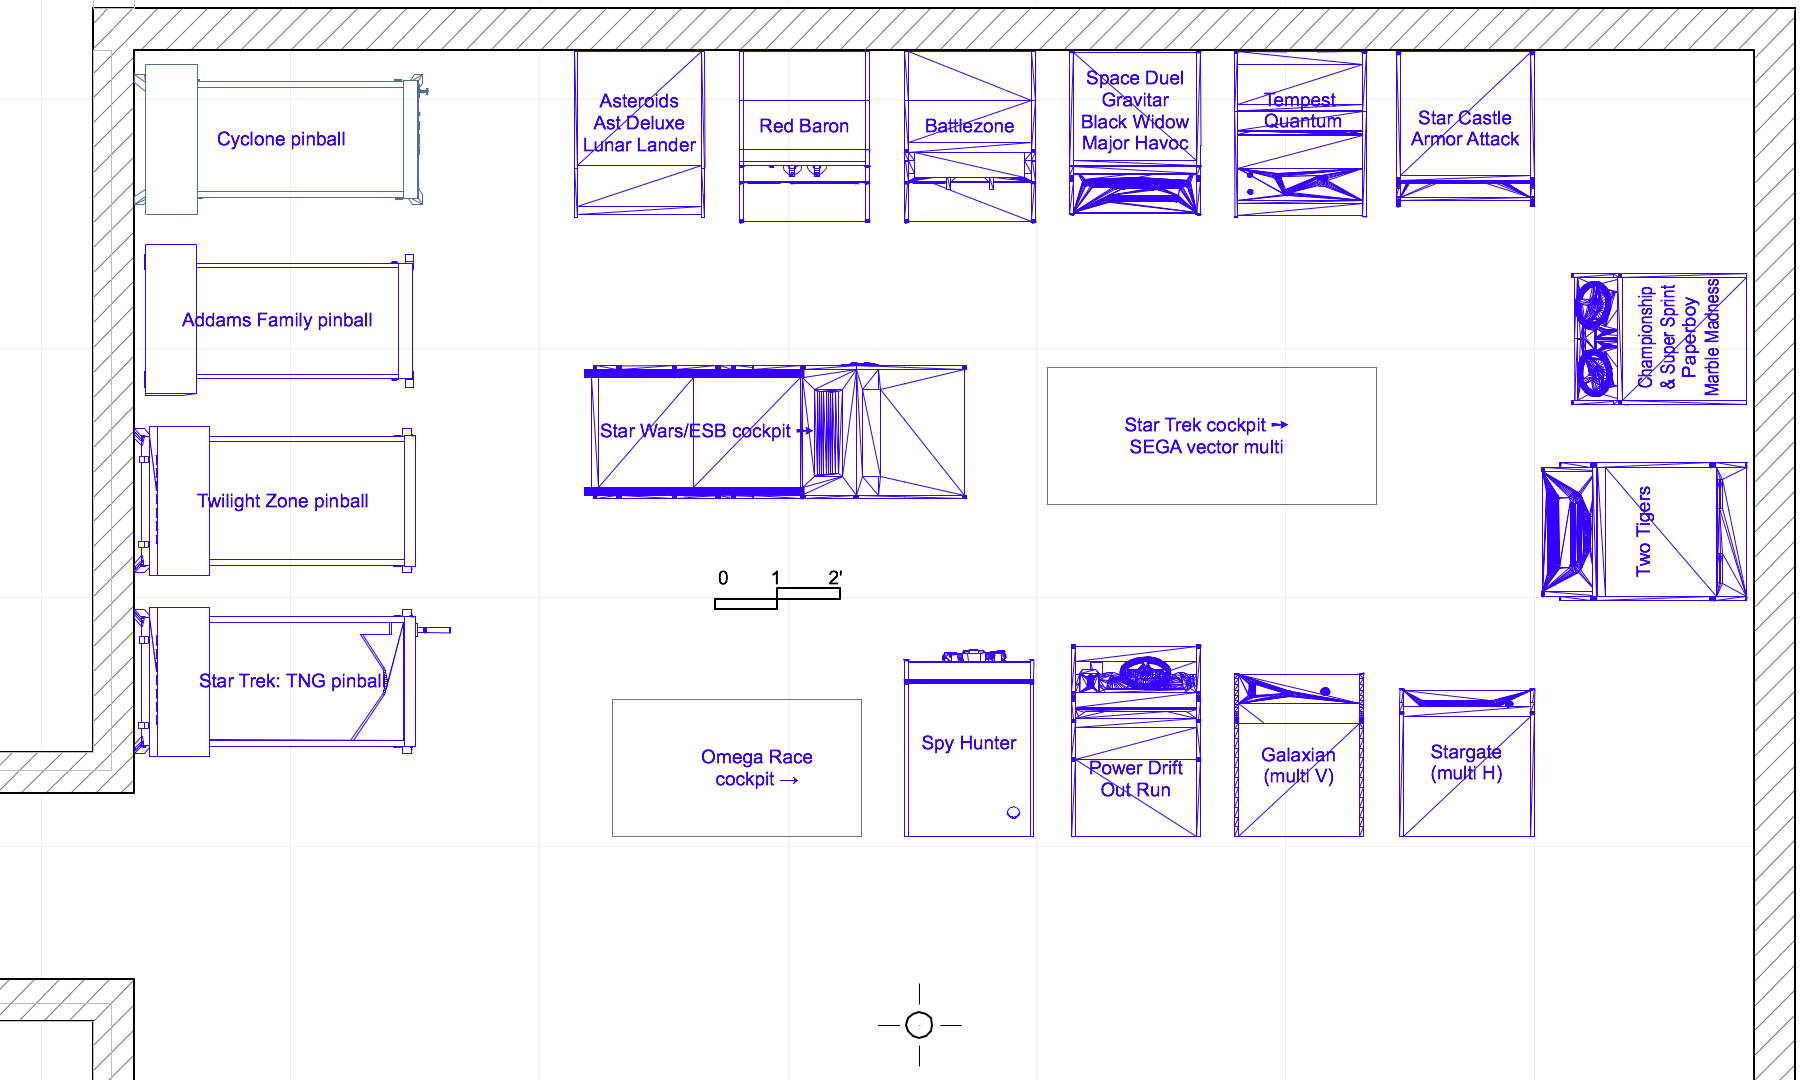 Cyclone pinball
Asteroids
Ast Deluxe
Lunar Lander
Red Baron
Battlezone
Space Duel
Gravitar
Black Widow
Major Havoc
Tempest
Quantum
Star Castle
Armor Attack
Addams Family pinball
Championship
& Super Sprint
Paperboy
Marble Madness
Star Wars/ESB cockpit →
Star Trek cockpit →
SEGA vector multi
Twilight Zone pinball
Two Tigers
0 1 2'
Star Trek: TNG pinball
Omega Race
cockpit →
Spy Hunter
Power Drift
Out Run
Galaxian
(multi V)
Stargate
(multi H)